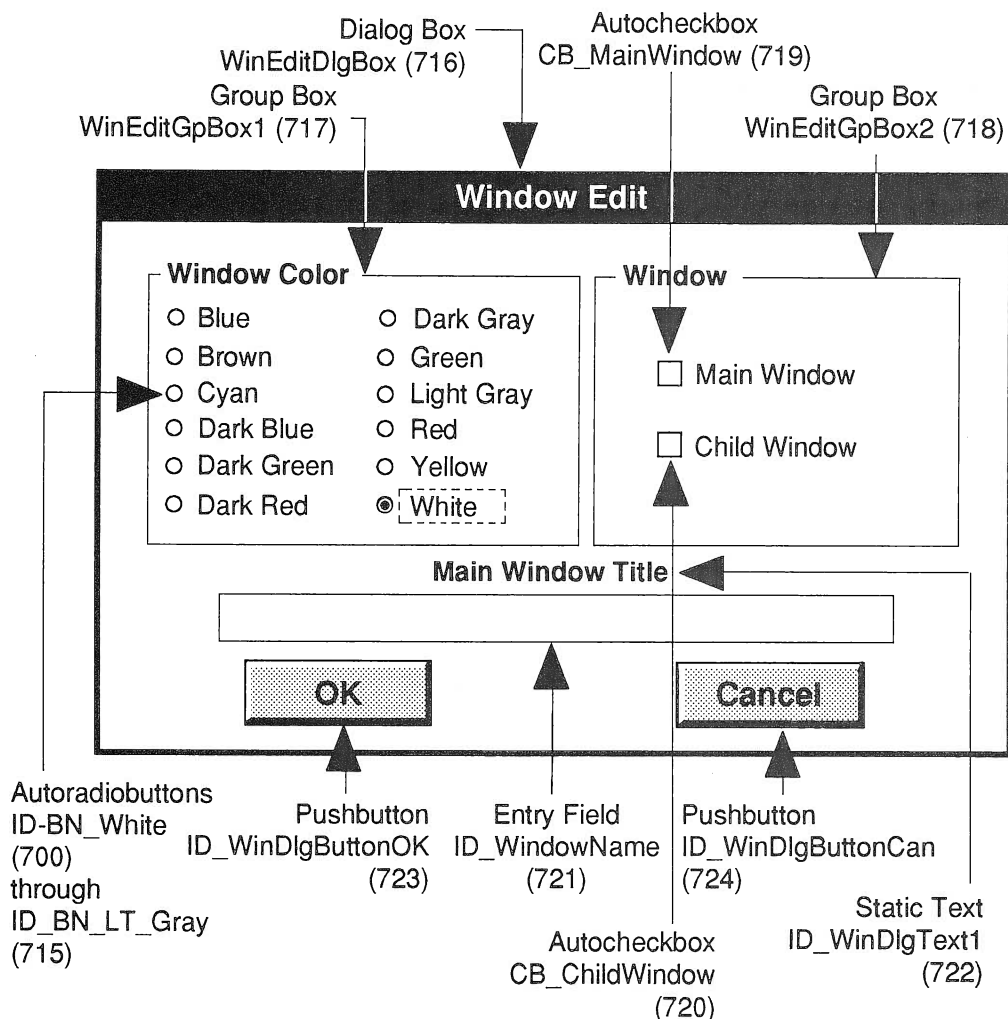 Dialog Box
WinEditDlgBox (716)
Autocheckbox
CB_MainWindow (719)
Group Box
WinEditGpBox1 (717)
Group Box
WinEditGpBox2 (718)
Window Edit
Window Color
Blue
Brown
Cyan
Dark Blue
Dark Green
Dark Red
Dark Gray
Green
Light Gray
Red
Yellow
White
Window
Main Window
Child Window
Main Window Title
OK
Cancel
Autoradiobuttons
ID-BN_White
(700)
through
ID_BN_LT_Gray
(715)
Pushbutton
ID_WinDlgButtonOK
(723)
Entry Field
ID_WindowName
(721)
Pushbutton
ID_WinDlgButtonCan
(724)
Autocheckbox
CB_ChildWindow
(720)
Static Text
ID_WinDlgText1
(722)